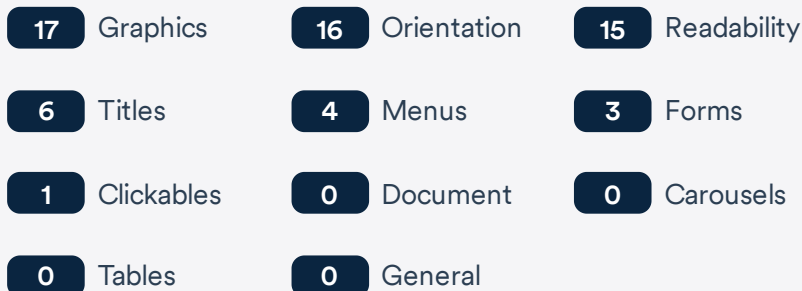 17 Graphics 16 Orientation 15 Readability
6 Titles 4 Menus 3 Forms
1 Clickables 0 Document 0 Carousels
0 Tables 0 General